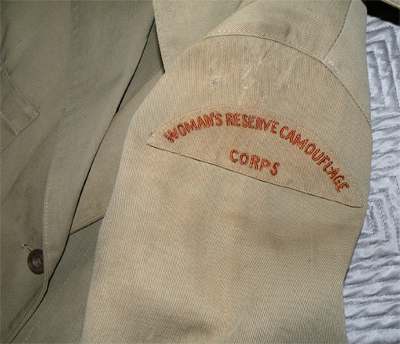 WOMAN'S RESERVE CAMOUFLAGE
CORPS